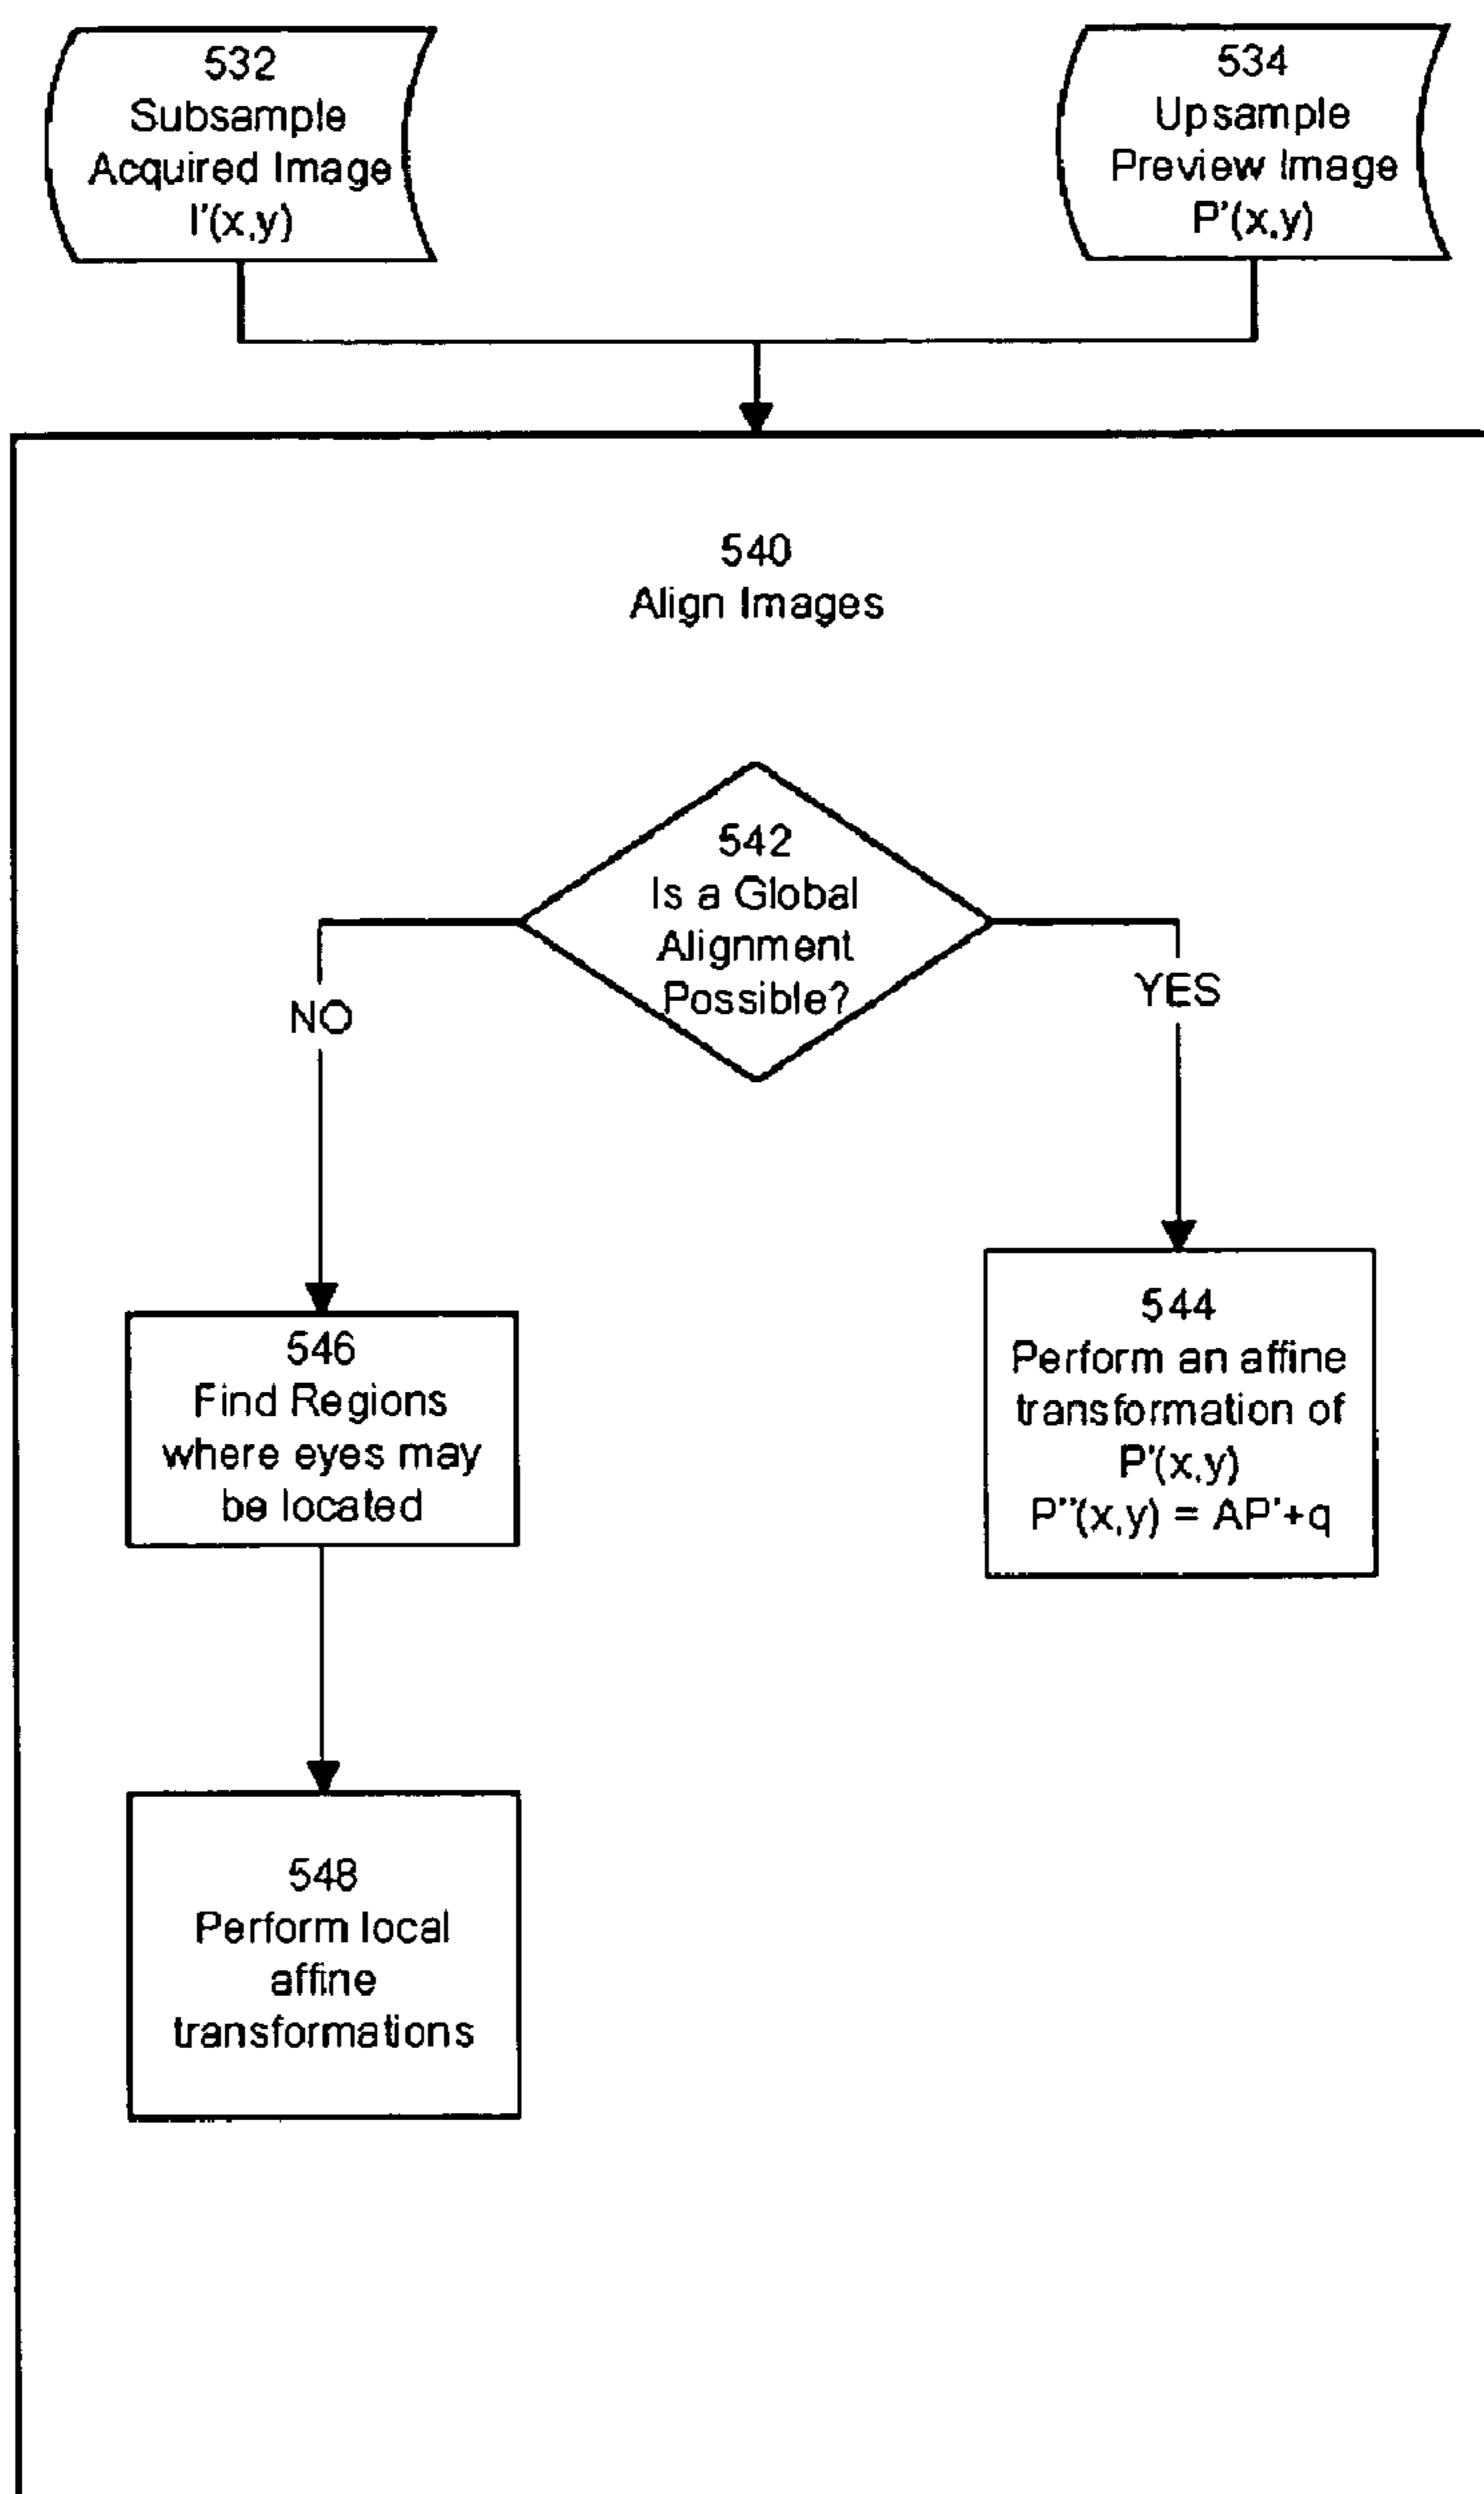 532
Subsample
Acquired Image
I'(x,y)
534
Upsample
Preview Image
P'(x,y)
540
Align Images
542
Is a Global
Alignment
Possible?
NO
YES
544
Perform an affine
transformation of
P'(x,y)
P''(x,y) = AP'+q
546
Find Regions
where eyes may
be located
548
Perform local
affine
transformations